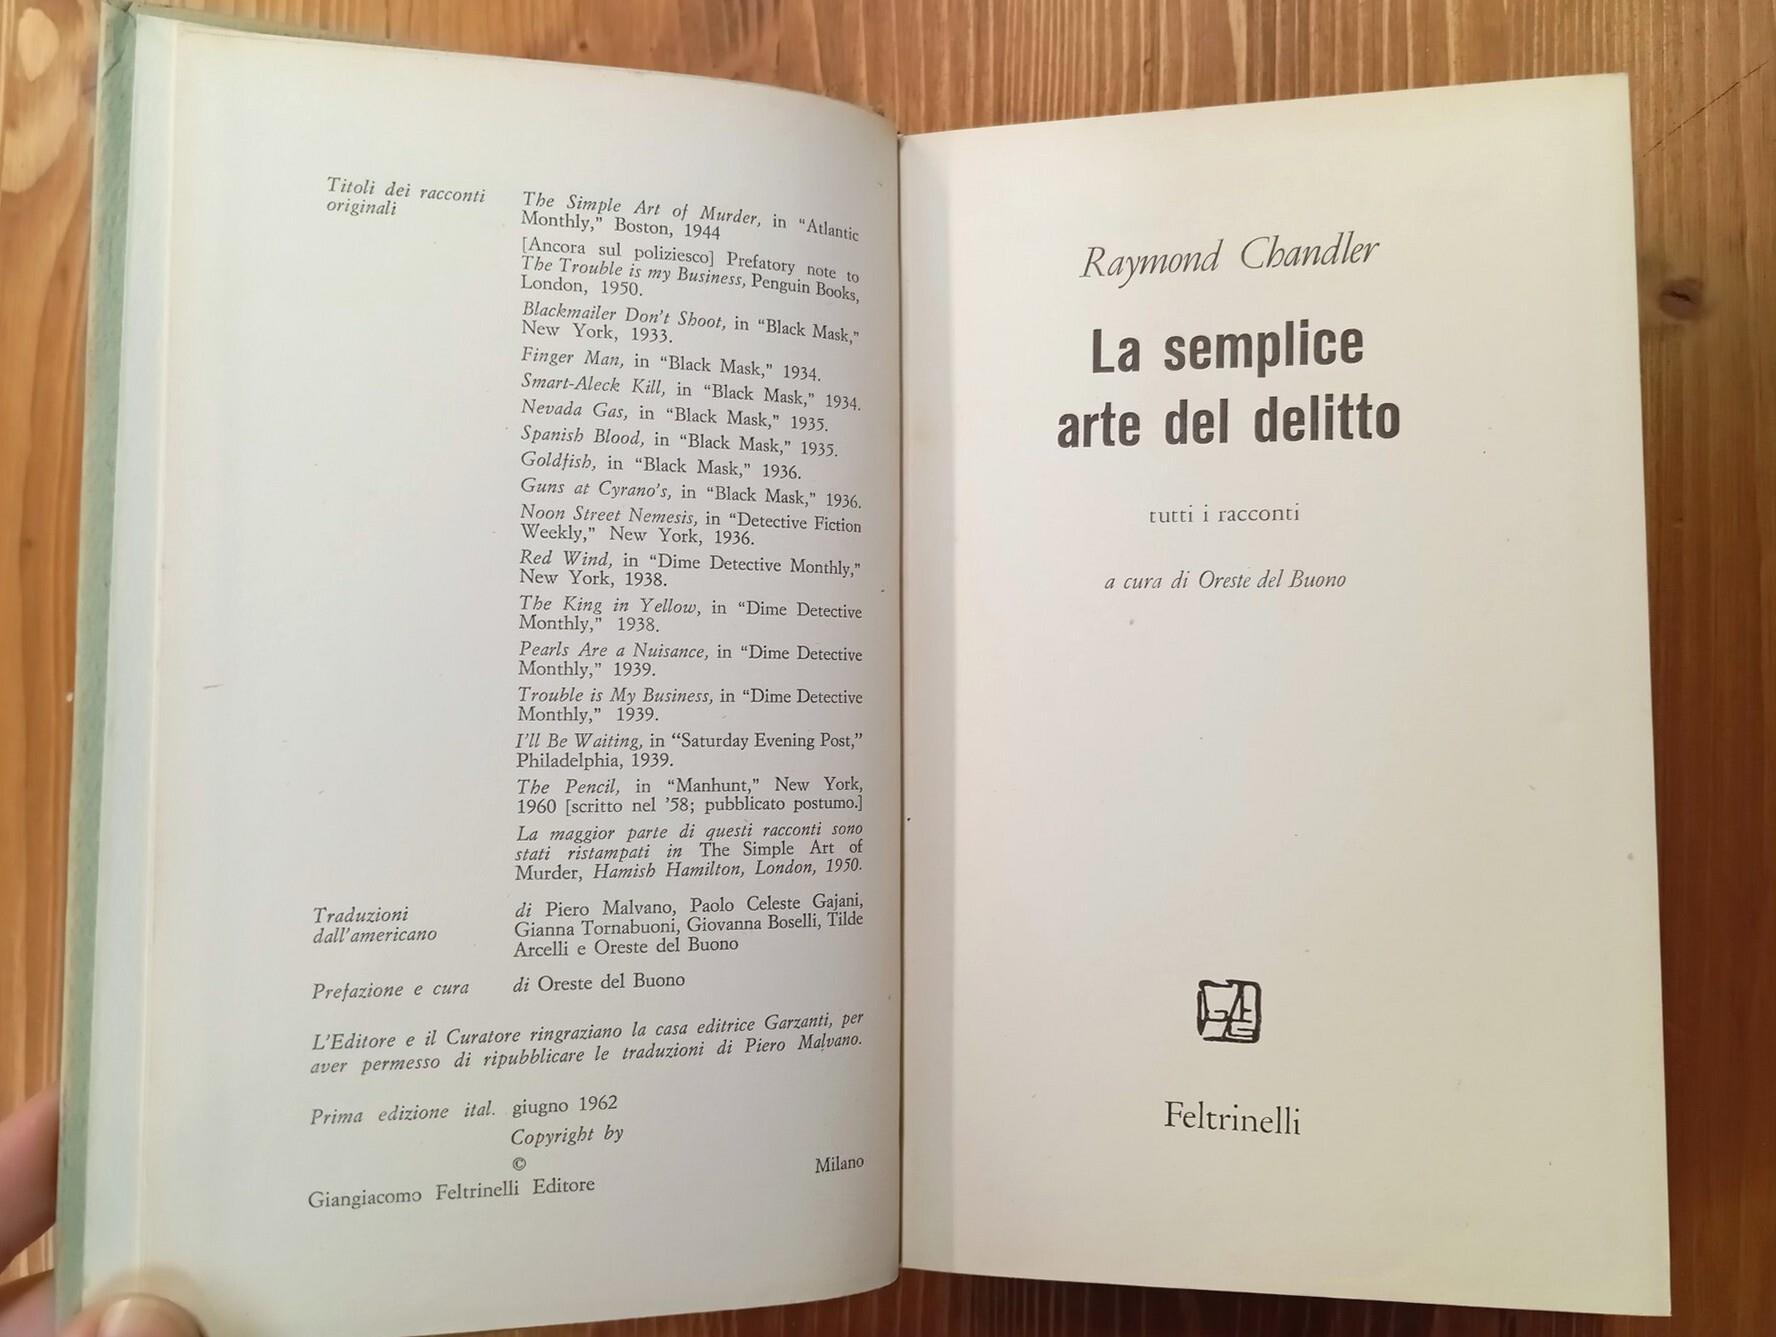 Titoli dei racconti
originali
The Simple Art of Murder, in “Atlantic
Monthly,” Boston, 1944
[Ancora sul poliziesco] Prefatory note to
The Trouble is my Business, Penguin Books,
London, 1950.
Blackmailer Don’t Shoot, in “Black Mask,”
New York, 1933.
Finger Man, in “Black Mask,” 1934.
Smart-Aleck Kill, in “Black Mask,” 1934.
Nevada Gas, in “Black Mask,” 1935.
Spanish Blood, in “Black Mask,” 1935.
Goldfish, in “Black Mask,” 1936.
Guns at Cyrano’s, in “Black Mask,” 1936.
Noon Street Nemesis, in “Detective Fiction
Weekly,” New York, 1936.
Red Wind, in “Dime Detective Monthly,”
New York, 1938.
The King in Yellow, in “Dime Detective
Monthly,” 1938.
Pearls Are a Nuisance, in “Dime Detective
Monthly,” 1939.
Trouble is My Business, in “Dime Detective
Monthly,” 1939.
I’ll Be Waiting, in “Saturday Evening Post,”
Philadelphia, 1939.
The Pencil, in “Manhunt,” New York,
1960 [scritto nel ’58; pubblicato postumo.]
La maggior parte di questi racconti sono
stati ristampati in The Simple Art of
Murder, Hamish Hamilton, London, 1950.
Traduzioni
dall’americano
di Piero Malvano, Paolo Celeste Gajani,
Gianna Tornabuoni, Giovanna Boselli, Tilde
Arcelli e Oreste del Buono
Prefazione e cura di Oreste del Buono
L’Editore e il Curatore ringraziano la casa editrice Garzanti, per
aver permesso di ripubblicare le traduzioni di Piero Malvano.
Prima edizione ital. giugno 1962
Copyright by
©
Giangiacomo Feltrinelli Editore Milano
Raymond Chandler
La semplice
arte del delitto
tutti i racconti
a cura di Oreste del Buono
Feltrinelli